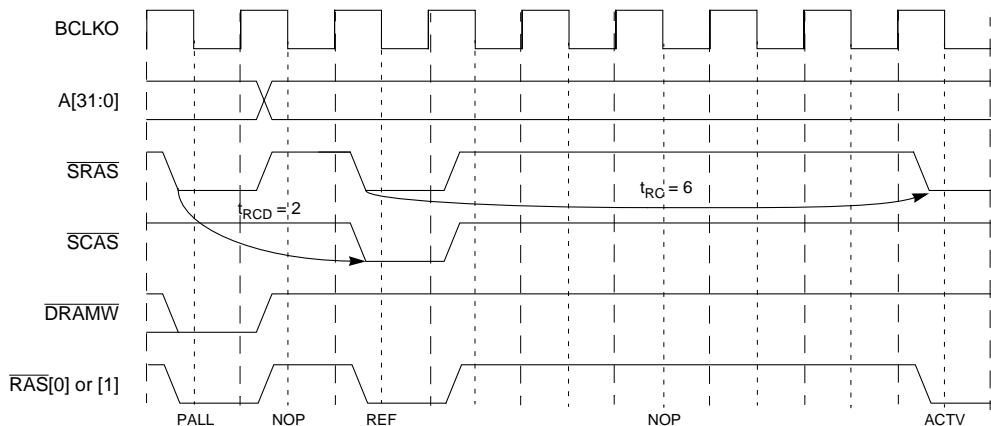 BCLKO
A[31:0]
SRAS
tRC = 6
tRCD = 2
SCAS
DRAMW
RAS[0] or [1]
PALL NOP REF NOP ACTV